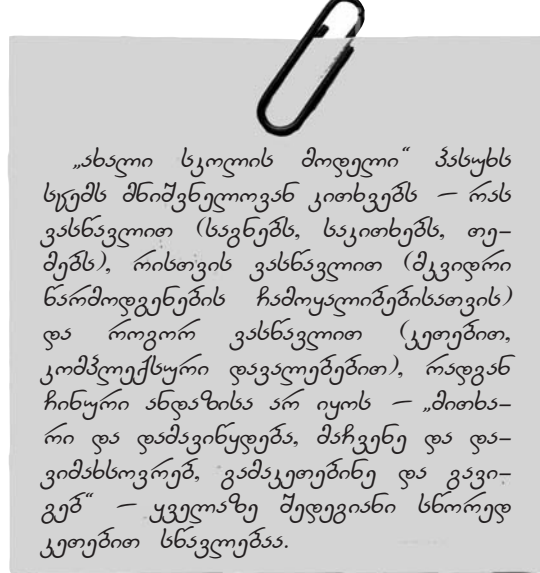 „ახალი სკოლის მოდელი“ პასუხს
სცემს მნიშვნელოვან კითხვებს — რას
ვასწავლით (საგნებს, საკითხებს, თე-
მებს), რისთვის ვასწავლით (მკვიდრი
წარმოდგენების ჩამოყალიბებისათვის)
და როგორ ვასწავლით (კეთებით,
კომპლექსური დავალებებით), რადგან
ჩინური ანდაზისა არ იყოს — „მითხა-
რი და დამავიწყდება, მაჩვენე და და-
ვიმახსოვრებ, გამაკეთებინე და გავი-
გებ“ — ყველაზე შედეგიანი სწორედ
კეთებით სწავლებაა.